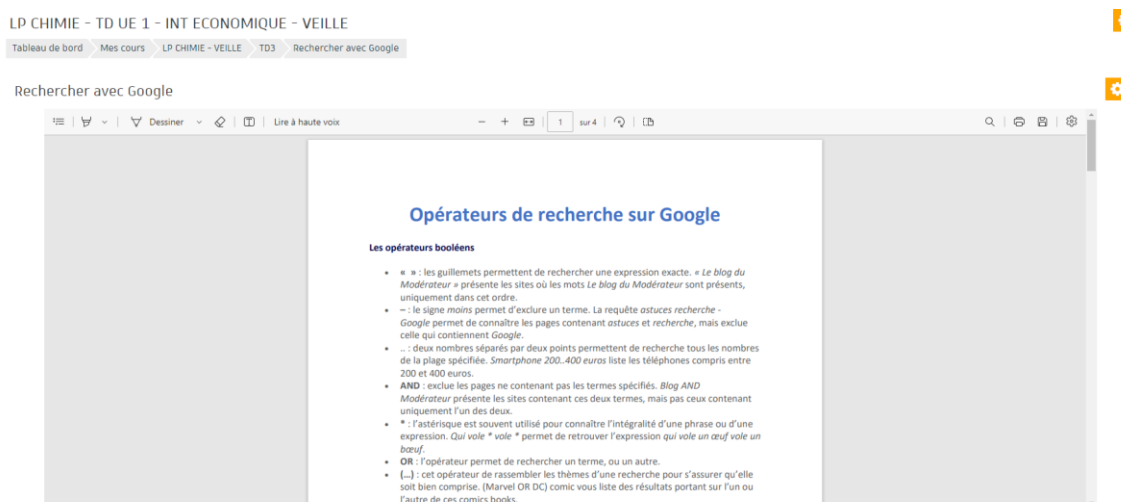 LP CHIMIE - TD UE 1 - INT ECONOMIQUE - VEILLE
Tableau de bord Mes cours LP CHIMIE - VEILLE TD3 Rechercher avec Google
Rechercher avec Google
Dessiner Lire à haute voix 1 sur 4
Opérateurs de recherche sur Google
Les opérateurs booléens
• « » : les guillemets permettent de rechercher une expression exacte. « Le blog du
Modérateur » présente les sites où les mots Le blog du Modérateur sont présents,
uniquement dans cet ordre.
• – : le signe moins permet d’exclure un terme. La requête astuces recherche -
Google permet de connaître les pages contenant astuces et recherche, mais exclue
celle qui contiennent Google.
• .. : deux nombres séparés par deux points permettent de recherche tous les nombres
de la plage spécifiée. Smartphone 200..400 euros liste les téléphones compris entre
200 et 400 euros.
• AND : exclue les pages ne contenant pas les termes spécifiés. Blog AND
Modérateur présente les sites contenant ces deux termes, mais pas ceux contenant
uniquement l’un des deux.
• * : l’astérisque est souvent utilisé pour connaître l’intégralité d’une phrase ou d’une
expression. Qui vole * vole * permet de retrouver l’expression qui vole un œuf vole un
bœuf.
• OR : l’opérateur permet de rechercher un terme, ou un autre.
• (…) : cet opérateur de rassembler les thèmes d’une recherche pour s’assurer qu’elle
soit bien comprise. (Marvel OR DC) comic vous liste des résultats portant sur l’un ou
l’autre de ces comics books.